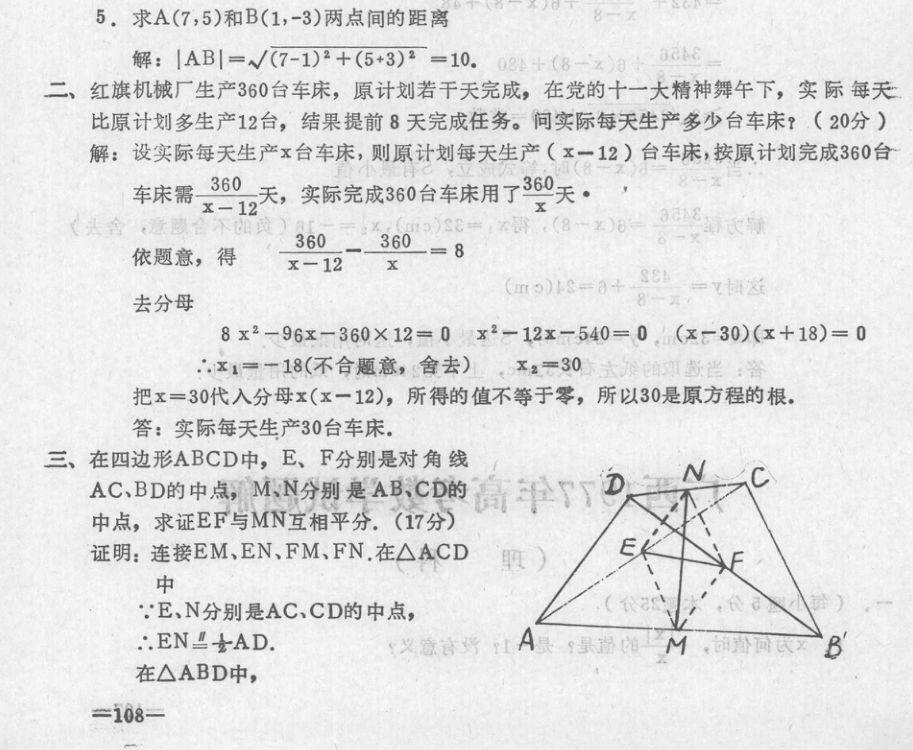 5. 求A(7,5)和B(1,-3)两点间的距离
解: |AB|=√(7-1)²+(5+3)² =10.
二、红旗机械厂生产360台车床, 原计划若干天完成, 在党的十一大精神舞午下, 实际每天
比原计划多生产12台, 结果提前8天完成任务。问实际每天生产多少台车床? (20分)
解: 设实际每天生产x台车床, 则原计划每天生产(x-12)台车床, 按原计划完成360台
车床需 360/(x-12) 天, 实际完成360台车床用了 360/x 天.
依题意, 得 360/(x-12) - 360/x = 8
去分母
8x²-96x-360×12=0 x²-12x-540=0 (x-30)(x+18)=0
∴x₁=-18(不合题意, 舍去) x₂=30
把x=30代入分母x(x-12), 所得的值不等于零, 所以30是原方程的根.
答: 实际每天生产30台车床.
三、在四边形ABCD中, E、F分别是对角线
AC、BD的中点, M、N分别是AB、CD的
中点, 求证EF与MN互相平分. (17分)
证明: 连接EM、EN、FM、FN. 在△ACD
中
∵E、N分别是AC、CD的中点,
∴EN⫽½AD.
在△ABD中,
D N C
E F
A M B
=108-